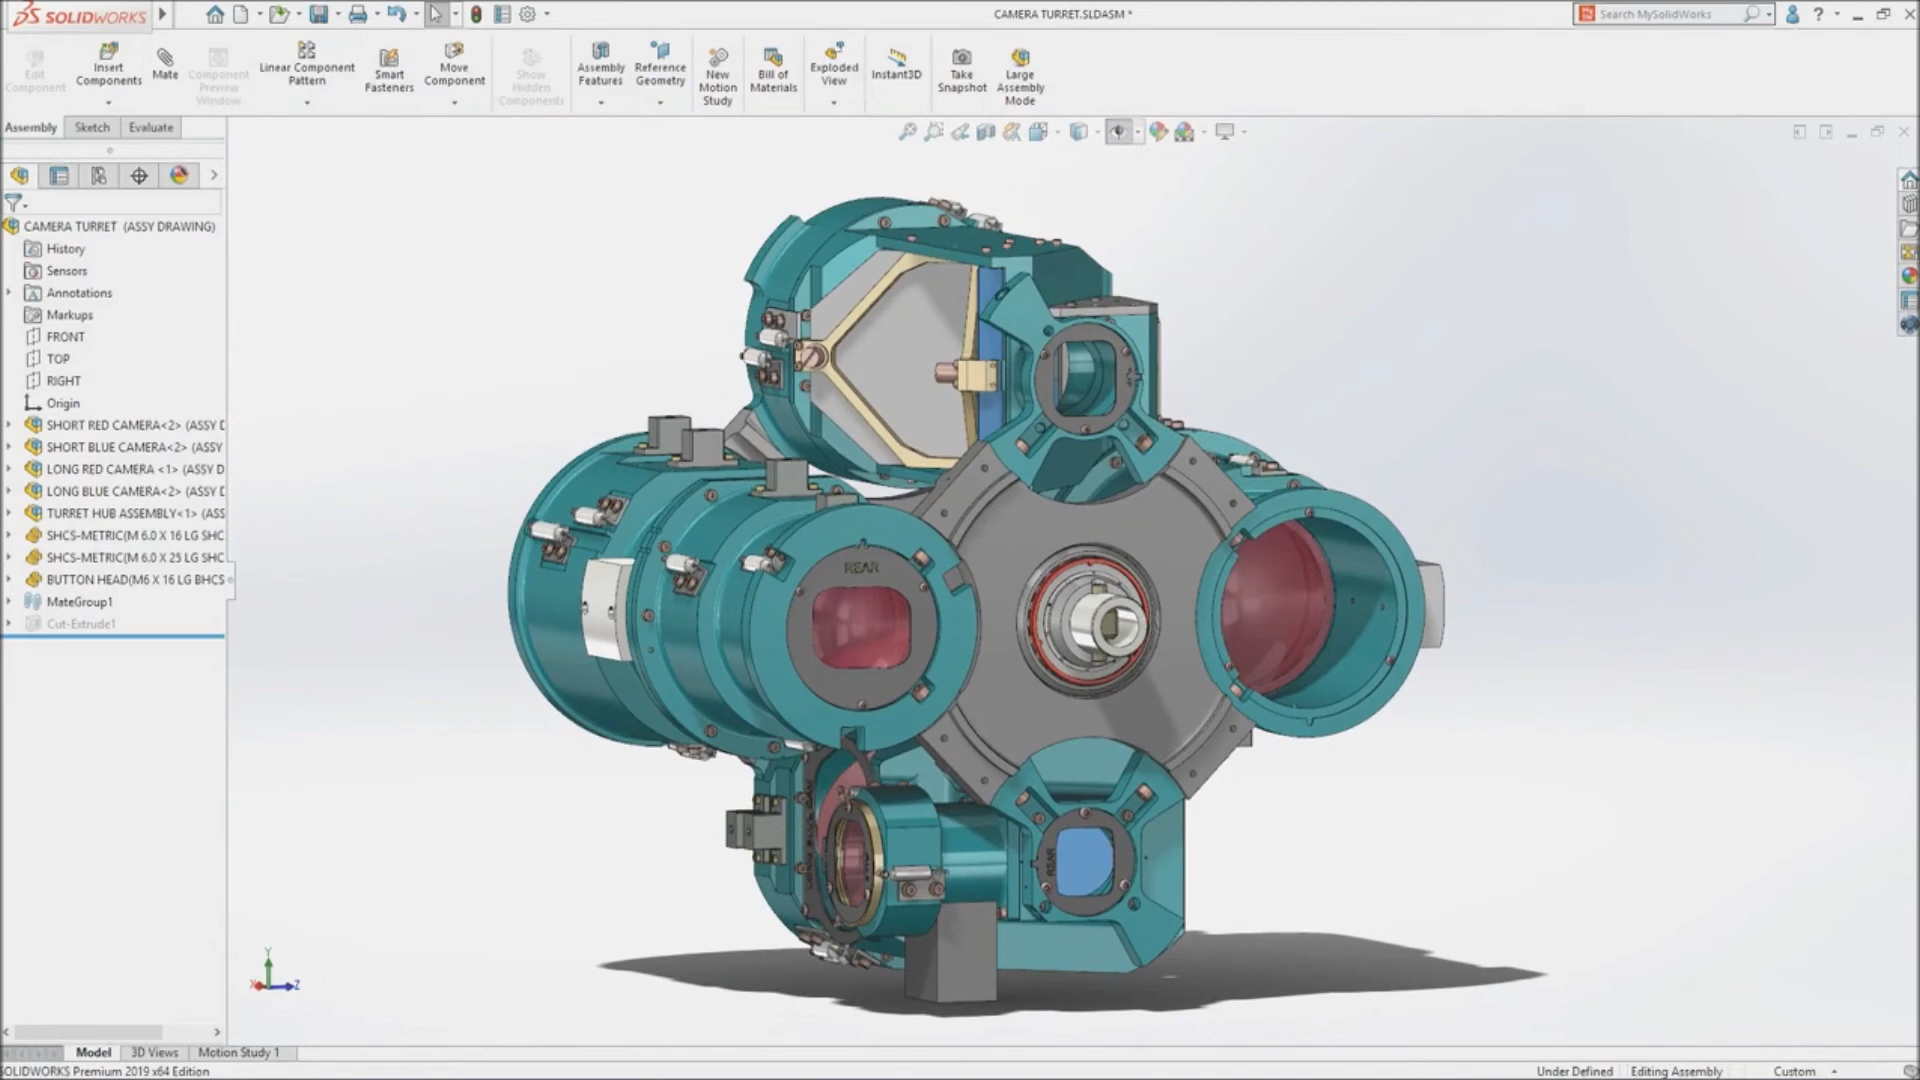 SOLIDWORKS
CAMERA TURRET.SLDASM *
Search MySolidWorks
?
Edit
Component
Insert
Components
Mate
Component
Preview
Window
Linear Component
Pattern
Smart
Fasteners
Move
Component
Show
Hidden
Components
Assembly
Features
Reference
Geometry
New
Motion
Study
Bill of
Materials
Exploded
View
Instant3D
Take
Snapshot
Large
Assembly
Mode
Assembly
Sketch
Evaluate
CAMERA TURRET (ASSY DRAWING)
History
Sensors
Annotations
Markups
FRONT
TOP
RIGHT
Origin
SHORT RED CAMERA<2> (ASSY D
SHORT BLUE CAMERA<2> (ASSY
LONG RED CAMERA <1> (ASSY D
LONG BLUE CAMERA<2> (ASSY D
TURRET HUB ASSEMBLY<1> (ASS
SHCS-METRIC(M 6.0 X 16 LG SHC
SHCS-METRIC(M 6.0 X 25 LG SHC
BUTTON HEAD(M6 X 16 LG BHCS
MateGroup1
Cut-Extrude1
REAR
REAR
Y
X
Z
Model
3D Views
Motion Study 1
SOLIDWORKS Premium 2019 x64 Edition
Under Defined
Editing Assembly
Custom